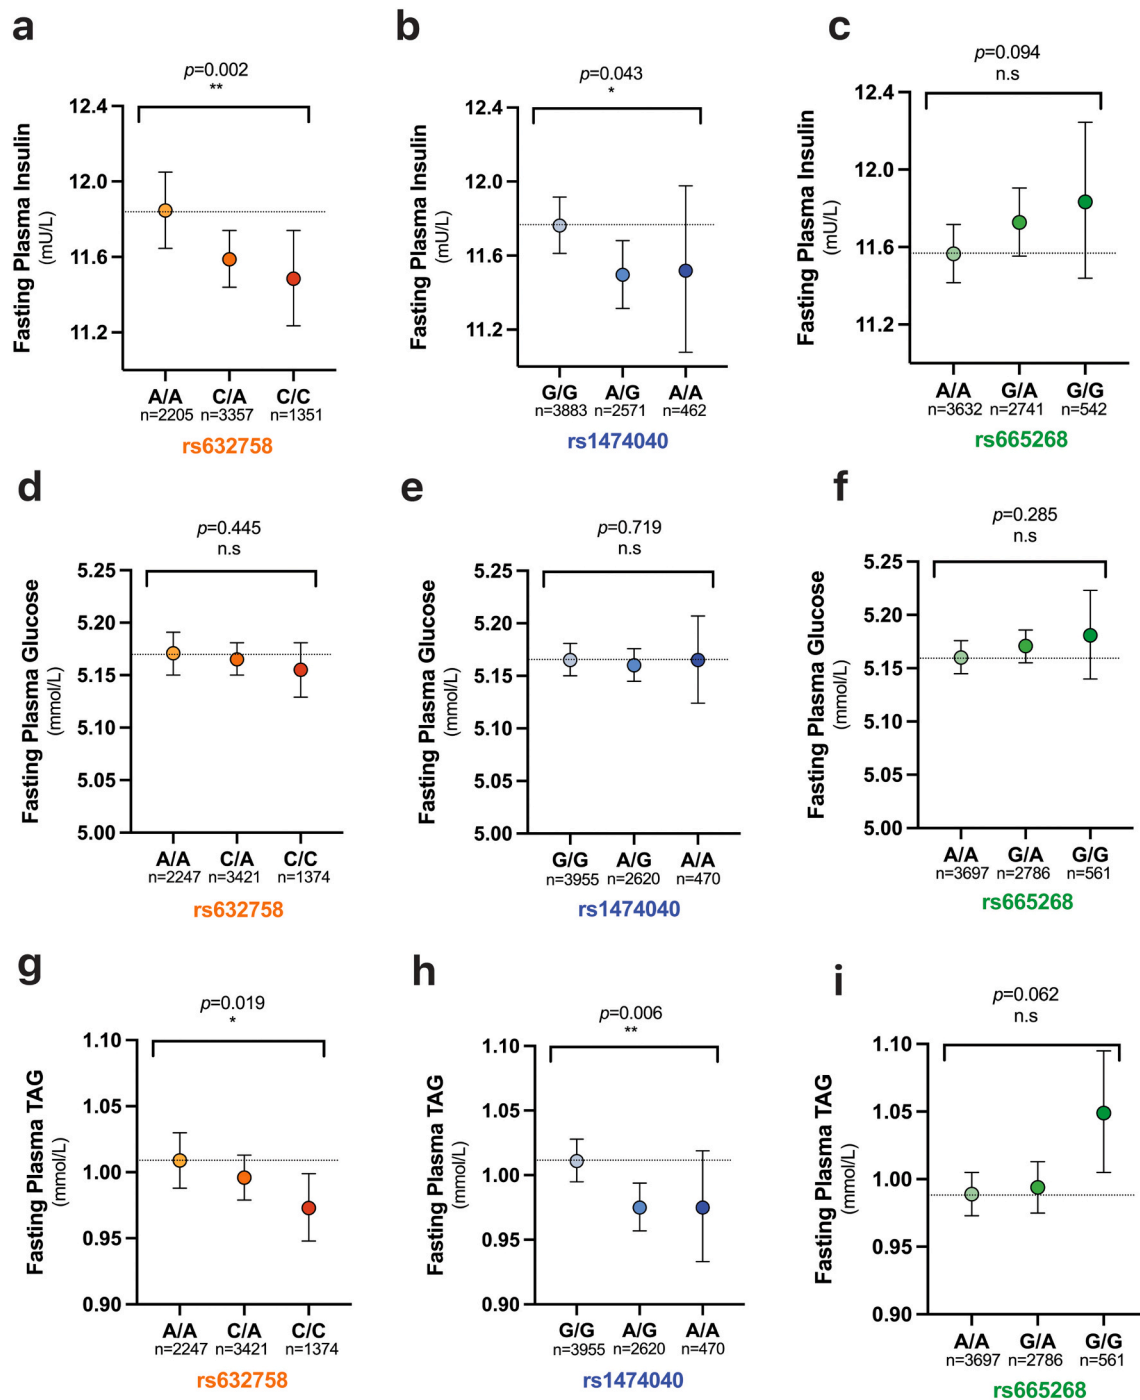 a
p=0.002
**
Fasting Plasma Insulin
(mU/L)
12.4
12.0
11.6
11.2
A/A C/A C/C
n=2205 n=3357 n=1351
rs632758
b
p=0.043
*
Fasting Plasma Insulin
(mU/L)
12.4
12.0
11.6
11.2
G/G A/G A/A
n=3883 n=2571 n=462
rs1474040
c
p=0.094
n.s
Fasting Plasma Insulin
(mU/L)
12.4
12.0
11.6
11.2
A/A G/A G/G
n=3632 n=2741 n=542
rs665268
d
p=0.445
n.s
Fasting Plasma Glucose
(mmol/L)
5.25
5.20
5.15
5.10
5.05
5.00
A/A C/A C/C
n=2247 n=3421 n=1374
rs632758
e
p=0.719
n.s
Fasting Plasma Glucose
(mmol/L)
5.25
5.20
5.15
5.10
5.05
5.00
G/G A/G A/A
n=3955 n=2620 n=470
rs1474040
f
p=0.285
n.s
Fasting Plasma Glucose
(mmol/L)
5.25
5.20
5.15
5.10
5.05
5.00
A/A G/A G/G
n=3697 n=2786 n=561
rs665268
g
p=0.019
*
Fasting Plasma TAG
(mmol/L)
1.10
1.05
1.00
0.95
0.90
A/A C/A C/C
n=2247 n=3421 n=1374
rs632758
h
p=0.006
**
Fasting Plasma TAG
(mmol/L)
1.10
1.05
1.00
0.95
0.90
G/G A/G A/A
n=3955 n=2620 n=470
rs1474040
i
p=0.062
n.s
Fasting Plasma TAG
(mmol/L)
1.10
1.05
1.00
0.95
0.90
A/A G/A G/G
n=3697 n=2786 n=561
rs665268